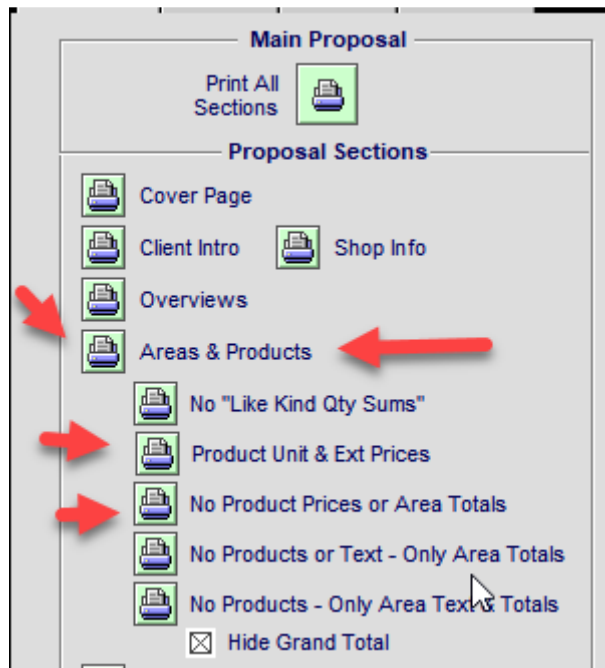 Main Proposal
Print All
Sections
Proposal Sections
Cover Page
Client Intro
Shop Info
Overviews
Areas & Products
No "Like Kind Qty Sums"
Product Unit & Ext Prices
No Product Prices or Area Totals
No Products or Text - Only Area Totals
No Products - Only Area Text & Totals
Hide Grand Total